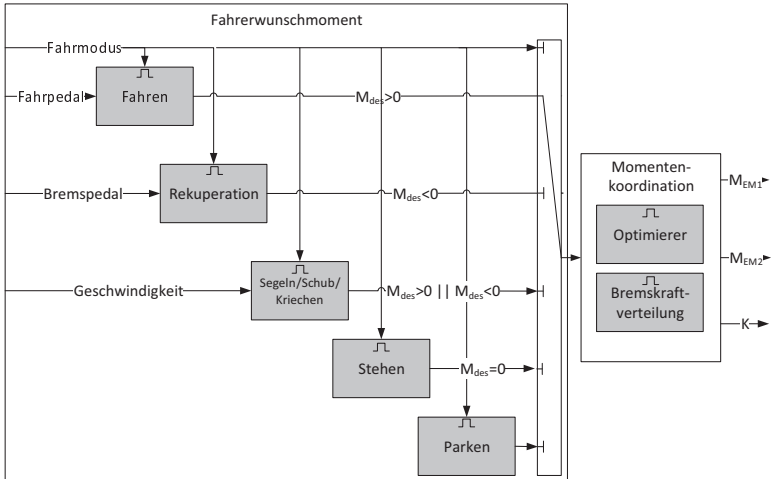 Fahrerwunschmoment
Fahrmodus
Fahrpedal
Fahren
M_des>0
Bremspedal
Rekuperation
M_des<0
Geschwindigkeit
Segeln/Schub/
Kriechen
M_des>0 || M_des<0
Stehen
M_des=0
Parken
Momenten-
koordination
Optimierer
Bremskraft-
verteilung
M_EM1
M_EM2
K